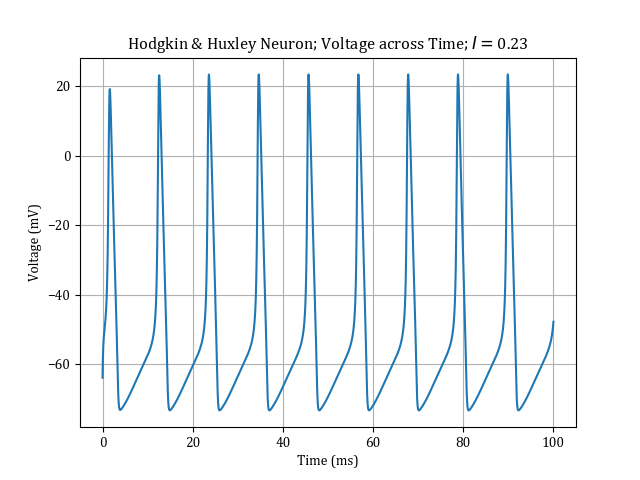 Hodgkin & Huxley Neuron; Voltage across Time; I = 0.23
20
0
−20
−40
−60
Voltage (mV)
0 20 40 60 80 100
Time (ms)